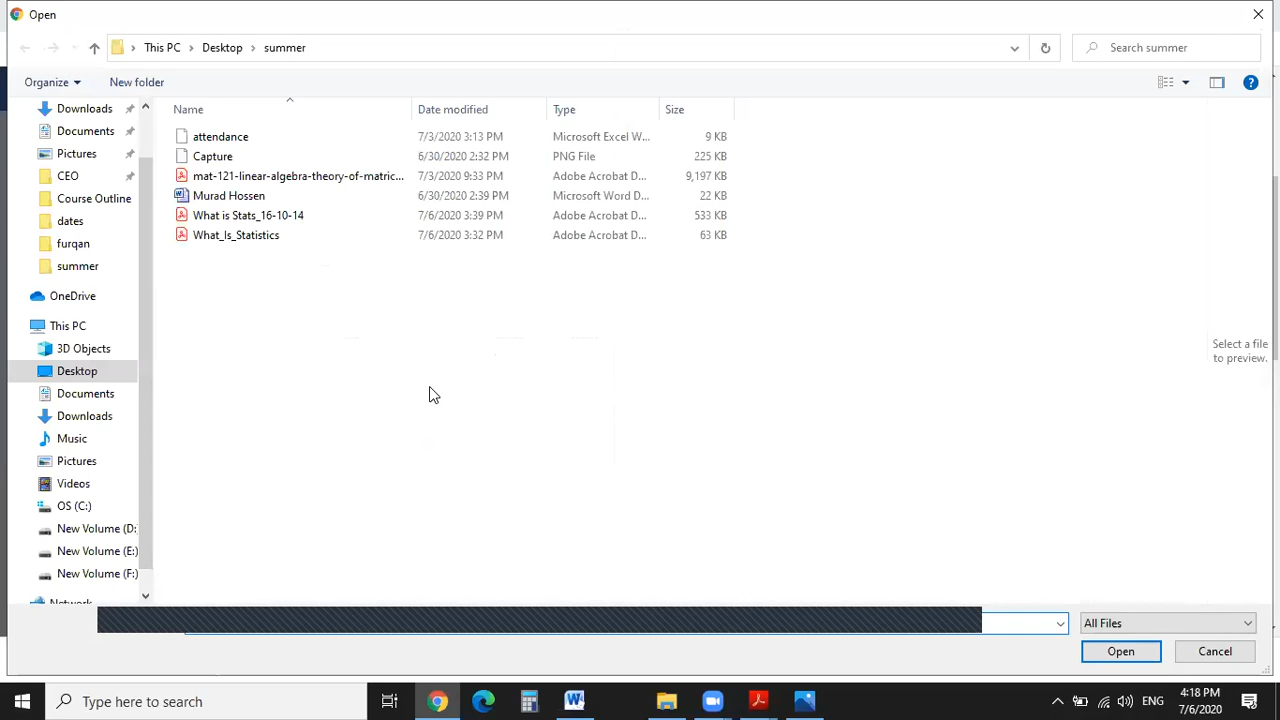 Open
This PC > Desktop > summer
Search summer
Organize
New folder
Name Date modified Type Size
attendance 7/3/2020 3:13 PM Microsoft Excel W... 9 KB
Capture 6/30/2020 2:32 PM PNG File 225 KB
mat-121-linear-algebra-theory-of-matric... 7/3/2020 9:33 PM Adobe Acrobat D... 9,197 KB
Murad Hossen 6/30/2020 2:39 PM Microsoft Word D... 22 KB
What is Stats_16-10-14 7/6/2020 3:39 PM Adobe Acrobat D... 533 KB
What_Is_Statistics 7/6/2020 3:32 PM Adobe Acrobat D... 63 KB
Downloads
Documents
Pictures
CEO
Course Outline
dates
furqan
summer
OneDrive
This PC
3D Objects
Desktop
Documents
Downloads
Music
Pictures
Videos
OS (C:)
New Volume (D:
New Volume (E:)
New Volume (F:)
Network
Select a file
to preview.
All Files
Open
Cancel
Type here to search
ENG
4:18 PM
7/6/2020